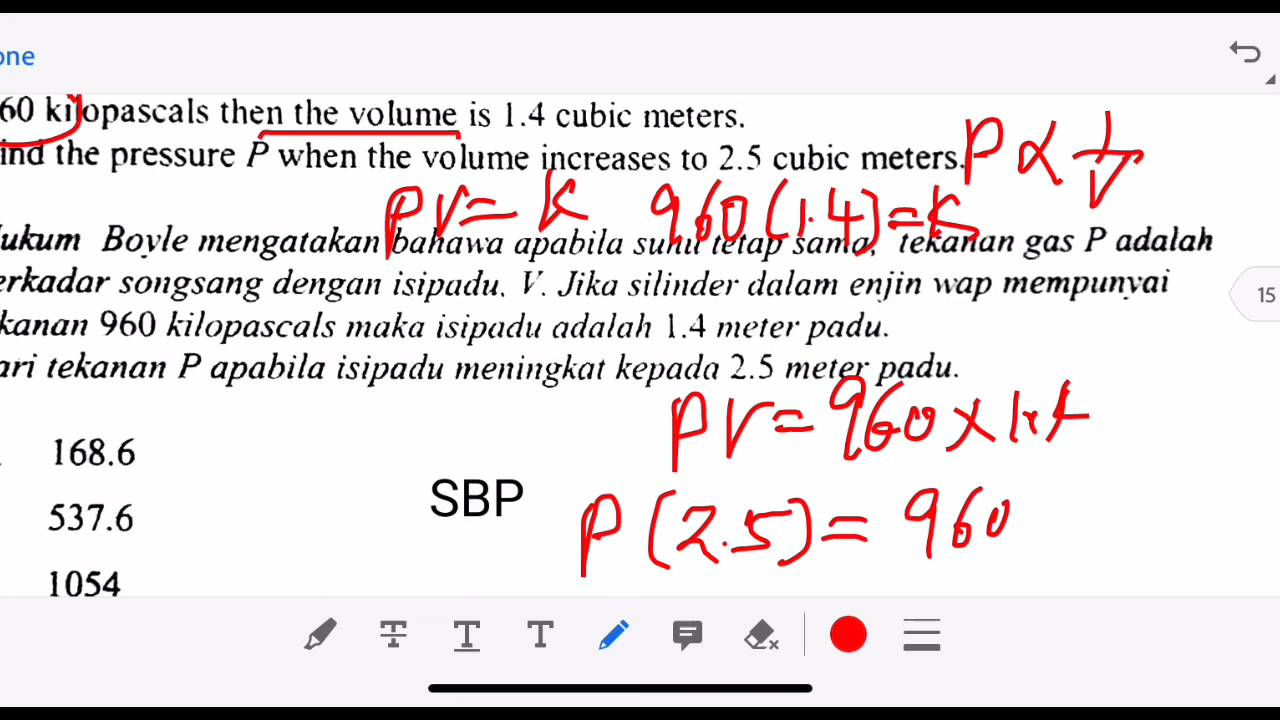 one
60 kilopascals then the volume is 1.4 cubic meters.
ind the pressure P when the volume increases to 2.5 cubic meters.
P ∝ 1/V
PV = k 960(1.4) = k
ukum Boyle mengatakan bahawa apabila suhu tetap sama, tekanan gas P adalah
erkadar songsang dengan isipadu, V. Jika silinder dalam enjin wap mempunyai
15
kanan 960 kilopascals maka isipadu adalah 1.4 meter padu.
ari tekanan P apabila isipadu meningkat kepada 2.5 meter padu.
PV = 960 × 1.4
168.6
SBP
P(2.5) = 960
537.6
1054
T T T